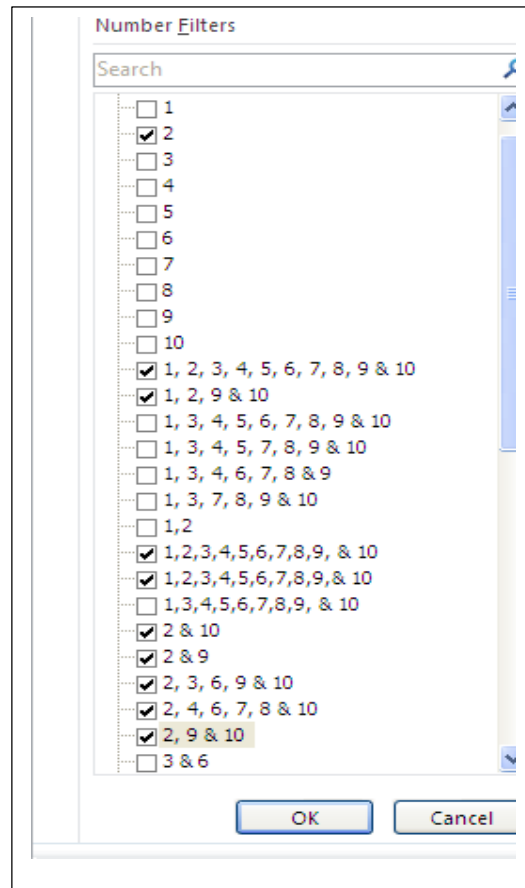 Number Filters
Search
1
2
3
4
5
6
7
8
9
10
1, 2, 3, 4, 5, 6, 7, 8, 9 & 10
1, 2, 9 & 10
1, 3, 4, 5, 6, 7, 8, 9 & 10
1, 3, 4, 5, 7, 8, 9 & 10
1, 3, 4, 6, 7, 8 & 9
1, 3, 7, 8, 9 & 10
1,2
1,2,3,4,5,6,7,8,9, & 10
1,2,3,4,5,6,7,8,9,& 10
1,3,4,5,6,7,8,9, & 10
2 & 10
2 & 9
2, 3, 6, 9 & 10
2, 4, 6, 7, 8 & 10
2, 9 & 10
3 & 6
OK Cancel